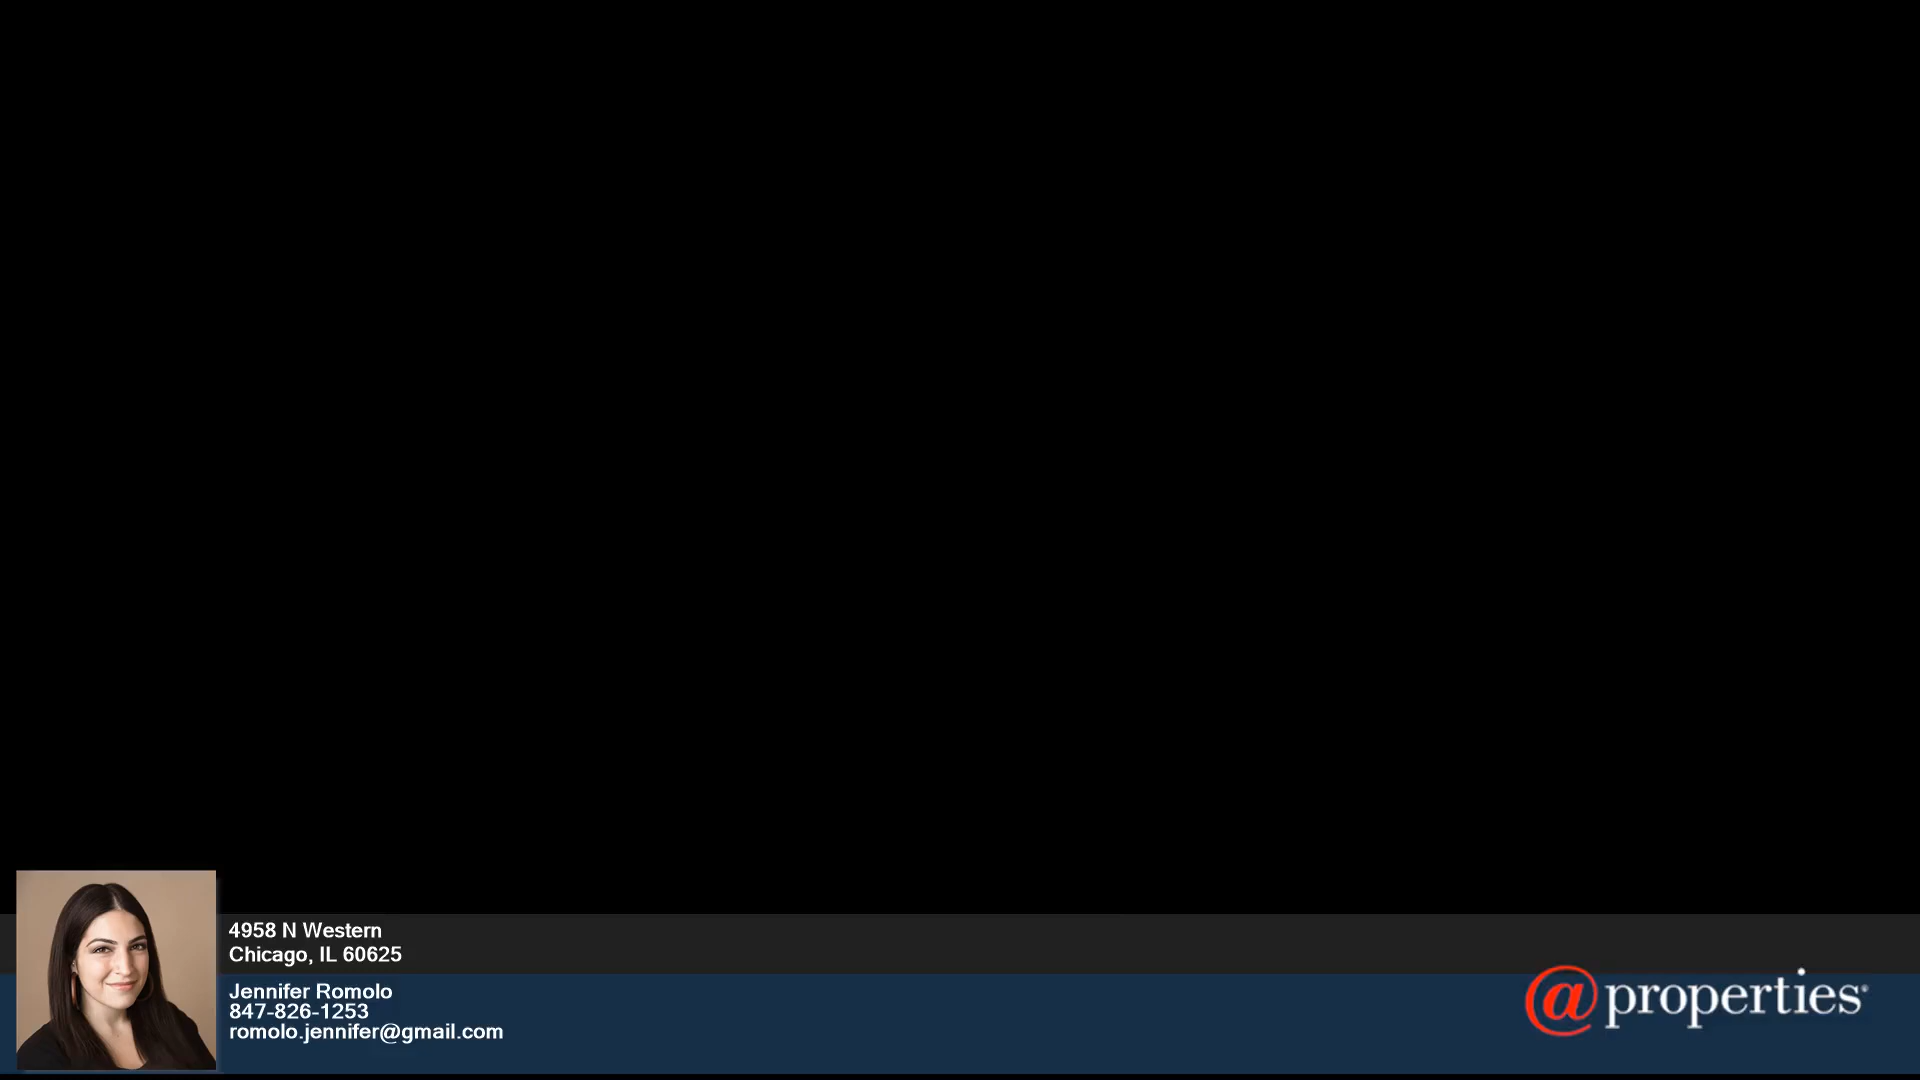 4958 N Western
Chicago, IL 60625
Jennifer Romolo
847-826-1253
romolo.jennifer@gmail.com
@properties®